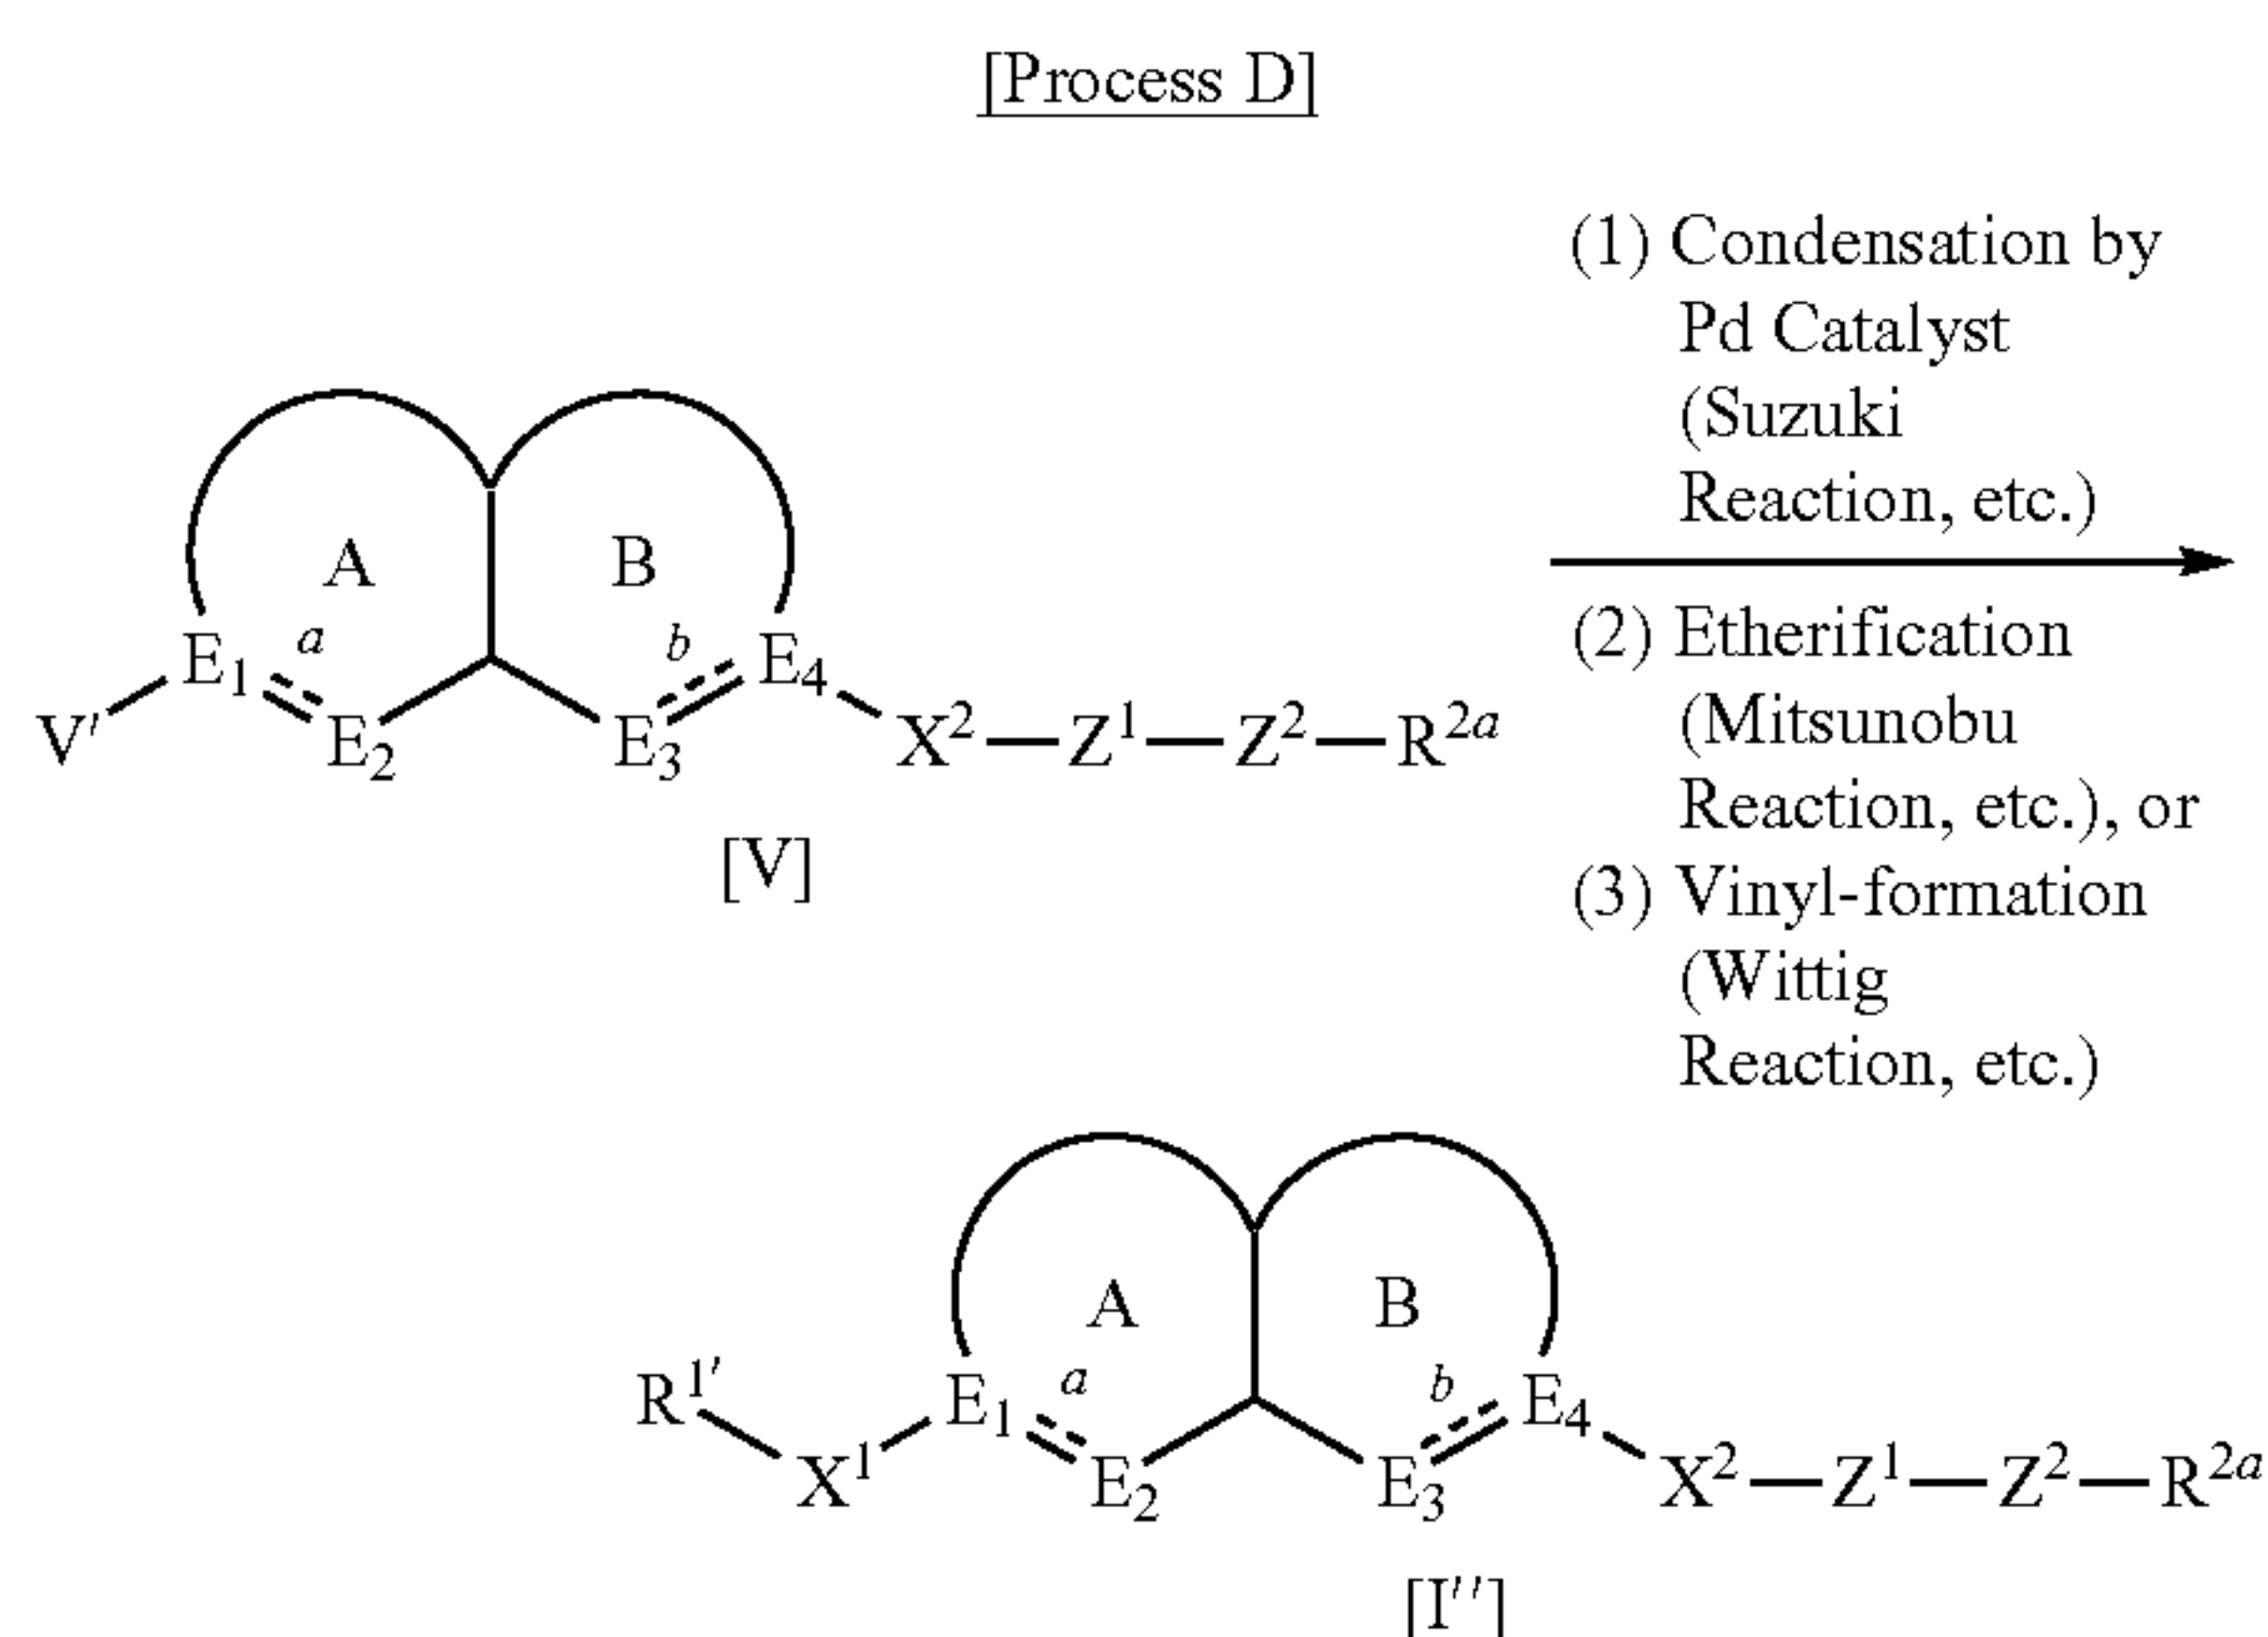 [Process D]
(1) Condensation by
Pd Catalyst
(Suzuki
Reaction, etc.)
(2) Etherification
(Mitsunobu
Reaction, etc.), or
(3) Vinyl-formation
(Wittig
Reaction, etc.)
A B
V' E1 a E2 E3 b E4 X2—Z1—Z2—R2a
[V]
A B
R1' X1 E1 a E2 E3 b E4 X2—Z1—Z2—R2a
[I'']